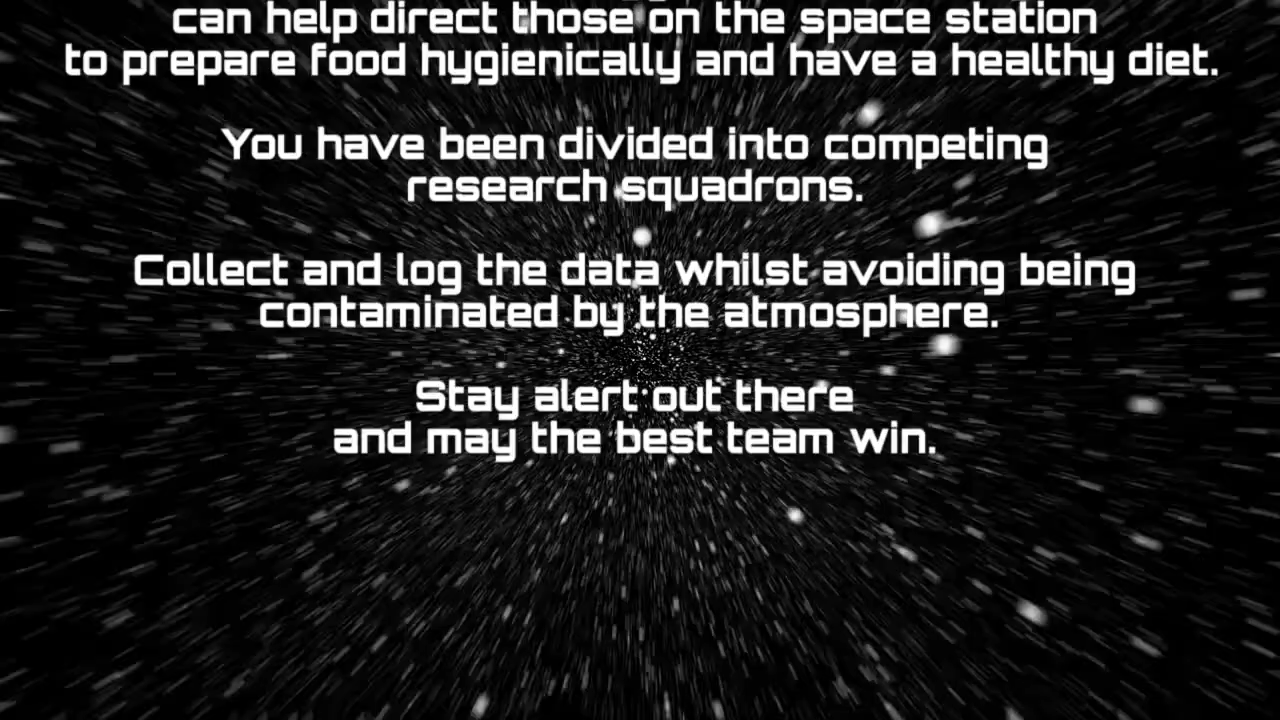 can help direct those on the space station
to prepare food hygienically and have a healthy diet.
You have been divided into competing
research squadrons.
Collect and log the data whilst avoiding being
contaminated by the atmosphere.
Stay alert out there
and may the best team win.